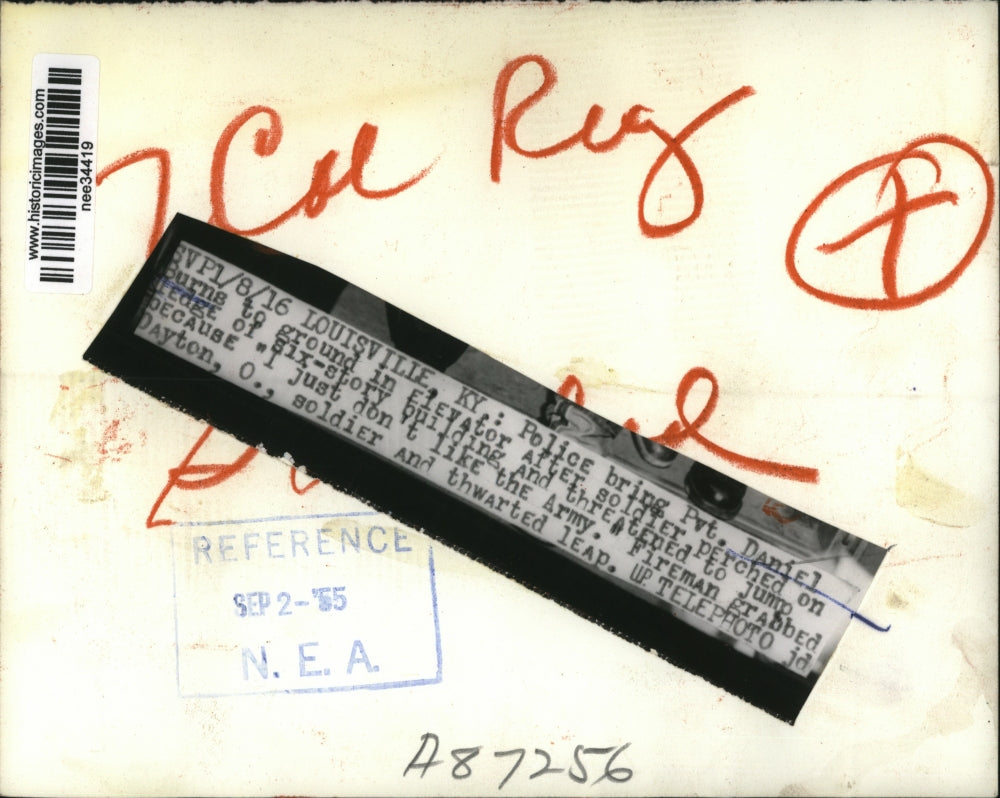 www.historicimages.com
nee34419
1 Col Reg
F
SVP1/8/16 LOUISVILLE, KY.: Police bring Pvt. Daniel
Burns to ground in elevator after soldier perched on
ledge of six-story building and threatened to jump
because "I just don't like the Army." Fireman grabbed
Dayton, O., soldier and thwarted leap. UP TELEPHOTO jd
REFERENCE
SEP 2-'55
N. E. A.
A87256